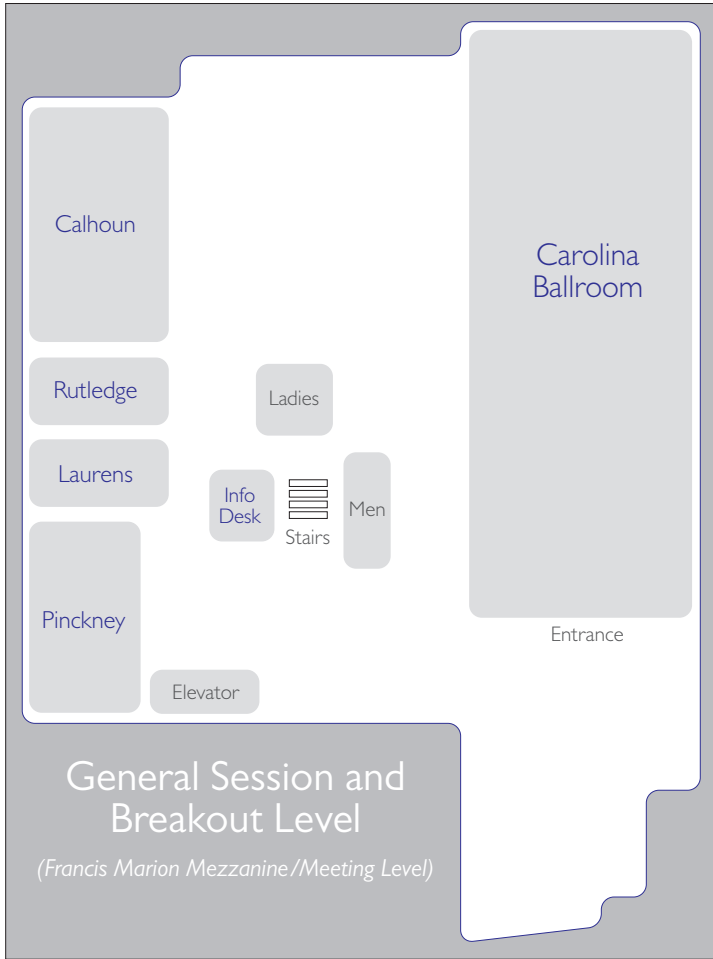 Calhoun
Carolina
Ballroom
Rutledge
Ladies
Laurens
Info
Desk
Men
Stairs
Pinckney
Entrance
Elevator
General Session and
Breakout Level
(Francis Marion Mezzanine/Meeting Level)